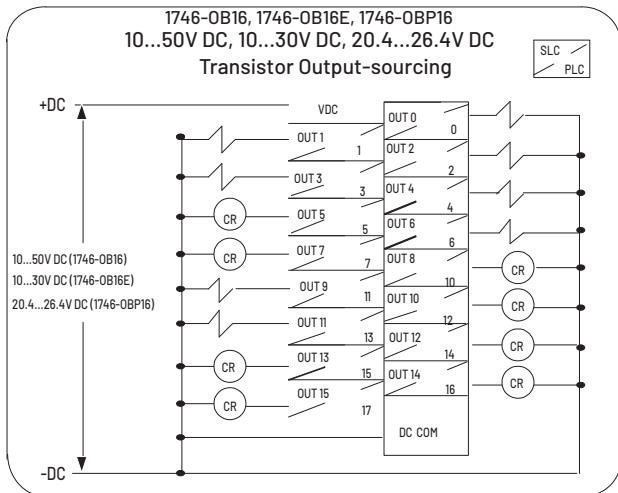 1746-OB16, 1746-OB16E, 1746-OBP16
10...50V DC, 10...30V DC, 20.4...26.4V DC
Transistor Output-sourcing
SLC
PLC
+DC
VDC
OUT 0
0
OUT 1
1
OUT 2
2
OUT 3
3
OUT 4
4
CR
OUT 5
5
OUT 6
6
10...50V DC (1746-OB16)
10...30V DC (1746-OB16E)
20.4...26.4V DC (1746-OBP16)
CR
OUT 7
7
OUT 8
10
CR
OUT 9
11
OUT 10
12
CR
OUT 11
13
OUT 12
14
CR
CR
OUT 13
15
OUT 14
16
CR
CR
OUT 15
17
DC COM
-DC